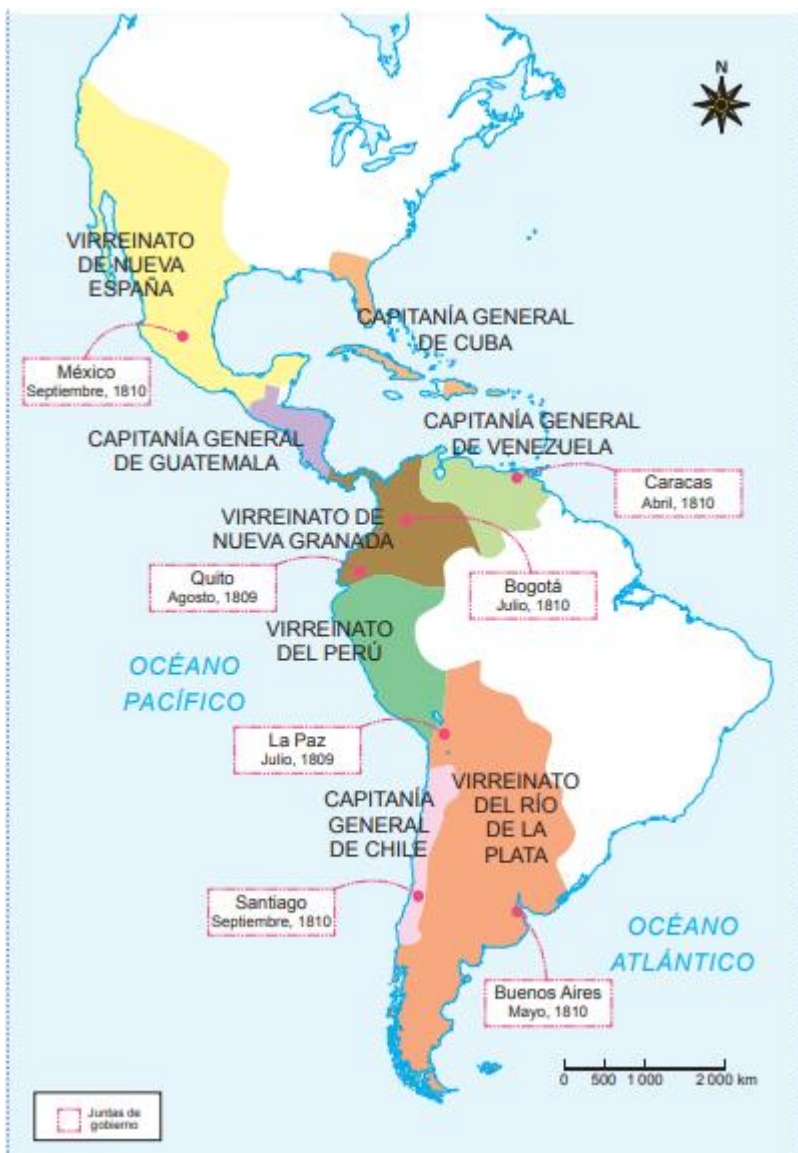 N
VIRREINATO
DE NUEVA
ESPAÑA
CAPITANÍA GENERAL
DE CUBA
México
Septiembre, 1810
CAPITANÍA GENERAL
DE GUATEMALA
CAPITANÍA GENERAL
DE VENEZUELA
Caracas
Abril, 1810
VIRREINATO DE
NUEVA GRANADA
Quito
Agosto, 1809
Bogotá
Julio, 1810
VIRREINATO
DEL PERÚ
OCÉANO
PACÍFICO
La Paz
Julio, 1809
CAPITANÍA
GENERAL
DE CHILE
VIRREINATO
DEL RÍO
DE LA
PLATA
Santiago
Septiembre, 1810
OCÉANO
ATLÁNTICO
Buenos Aires
Mayo, 1810
0 500 1 000 2 000 km
Juntas de
gobierno